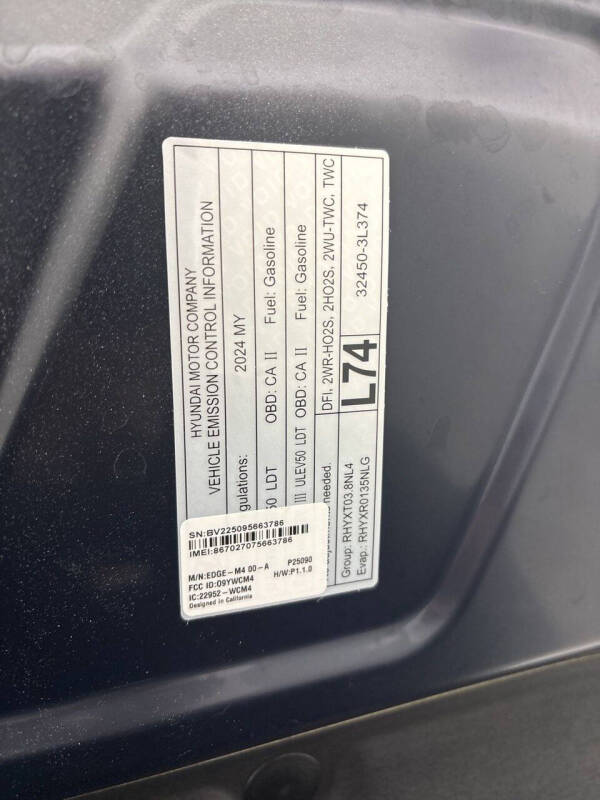 HYUNDAI MOTOR COMPANY
VEHICLE EMISSION CONTROL INFORMATION
gulations: 2024 MY
50 LDT OBD: CA II Fuel: Gasoline
III ULEV50 LDT OBD: CA II Fuel: Gasoline
needed. DFI, 2WR-HO2S, 2HO2S, 2WU-TWC, TWC
Group: RHYXT03.8NL4
Evap.: RHYXR0135NLG
L74
32450-3L374
SN:BV225095663786
IMEI:867027075663786
M/N:EDGE-M4 00-A P25090
FCC ID:09YWCM4 H/W:P1.1.0
IC:22952-WCM4
Designed in California